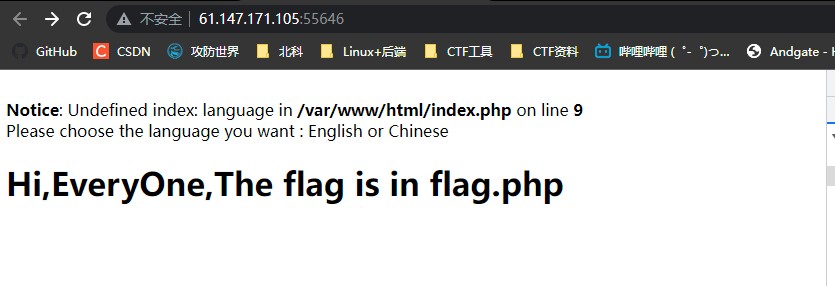 不安全 61.147.171.105:55646
GitHub CSDN 攻防世界 北科 Linux+后端 CTF工具 CTF资料 哔哩哔哩 (゜-゜)つ... Andgate - H
Notice: Undefined index: language in /var/www/html/index.php on line 9
Please choose the language you want : English or Chinese
Hi,EveryOne,The flag is in flag.php